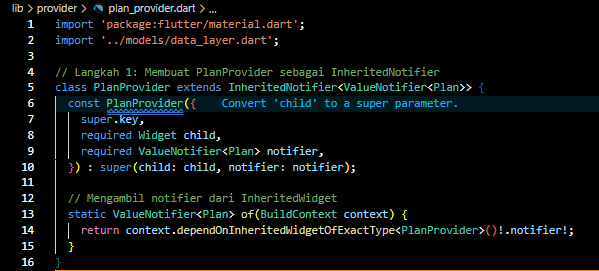 lib > provider > plan_provider.dart > ...
1 import 'package:flutter/material.dart';
2 import '../models/data_layer.dart';
3
4 // Langkah 1: Membuat PlanProvider sebagai InheritedNotifier
5 class PlanProvider extends InheritedNotifier<ValueNotifier<Plan>> {
6 const PlanProvider({ Convert 'child' to a super parameter.
7 super.key,
8 required Widget child,
9 required ValueNotifier<Plan> notifier,
10 }) : super(child: child, notifier: notifier);
11
12 // Mengambil notifier dari InheritedWidget
13 static ValueNotifier<Plan> of(BuildContext context) {
14 return context.dependOnInheritedWidgetOfExactType<PlanProvider>()!.notifier!;
15 }
16 }